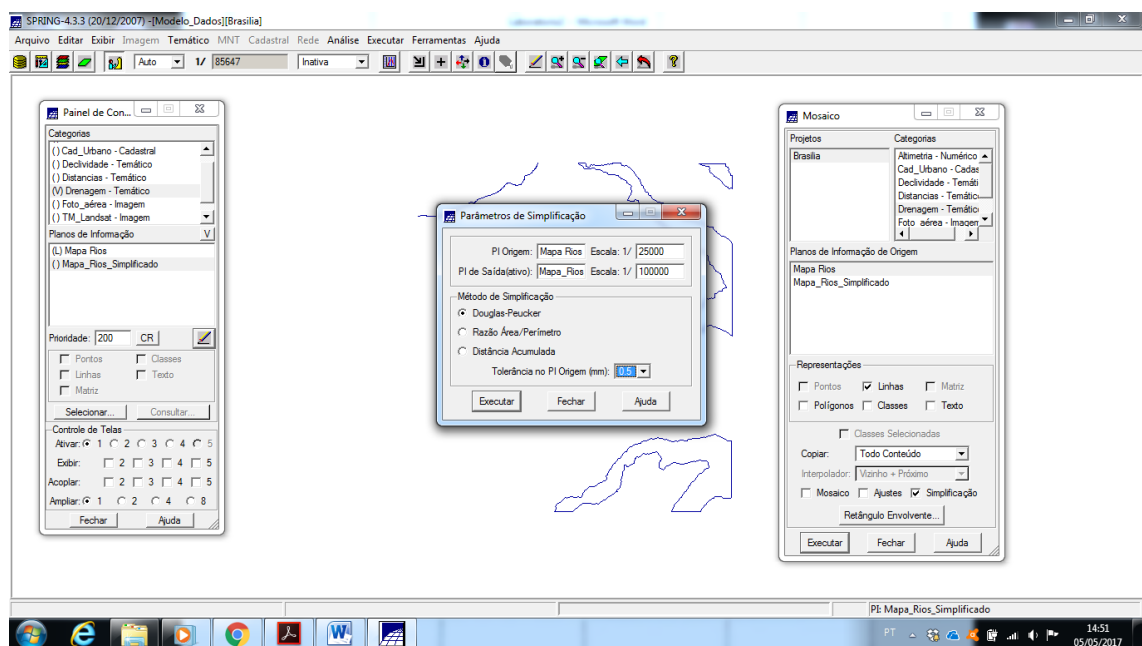 SPRING-4.3.3 (20/12/2007) -[Modelo_Dados][Brasilia]
Arquivo Editar Exibir Imagem Temático MNT Cadastral Rede Análise Executar Ferramentas Ajuda
Auto 1/ 85647 Inativa
Painel de Con...
Categorias
() Cad_Urbano - Cadastral
() Declividade - Temático
() Distancias - Temático
(V) Drenagem - Temático
() Foto_aérea - Imagem
() TM_Landsat - Imagem
Planos de Informação V
(L) Mapa Rios
() Mapa_Rios_Simplificado
Prioridade: 200 CR
Pontos Classes
Linhas Texto
Matriz
Selecionar... Consultar...
Controle de Telas
Ativar: 1 2 3 4 5
Exibir: 2 3 4 5
Acoplar: 2 3 4 5
Ampliar: 1 2 4 8
Fechar Ajuda
Parâmetros de Simplificação
PI Origem: Mapa Rios Escala: 1/ 25000
PI de Saída(ativo): Mapa_Rios Escala: 1/ 100000
Método de Simplificação
Douglas-Peucker
Razão Área/Perímetro
Distância Acumulada
Tolerância no PI Origem (mm): 0.5
Executar Fechar Ajuda
Mosaico
Projetos Categorias
Brasilia
Altimetria - Numérico
Cad_Urbano - Cadas
Declividade - Temáti
Distancias - Temático
Drenagem - Temático
Foto_aérea - Imagem
Planos de Informação de Origem
Mapa Rios
Mapa_Rios_Simplificado
Representações
Pontos Linhas Matriz
Polígonos Classes Texto
Classes Selecionadas
Copiar: Todo Conteúdo
Interpolador: Vizinho + Próximo
Mosaico Ajustes Simplificação
Retângulo Envolvente...
Executar Fechar Ajuda
PI: Mapa_Rios_Simplificado
PT
14:51
05/05/2017